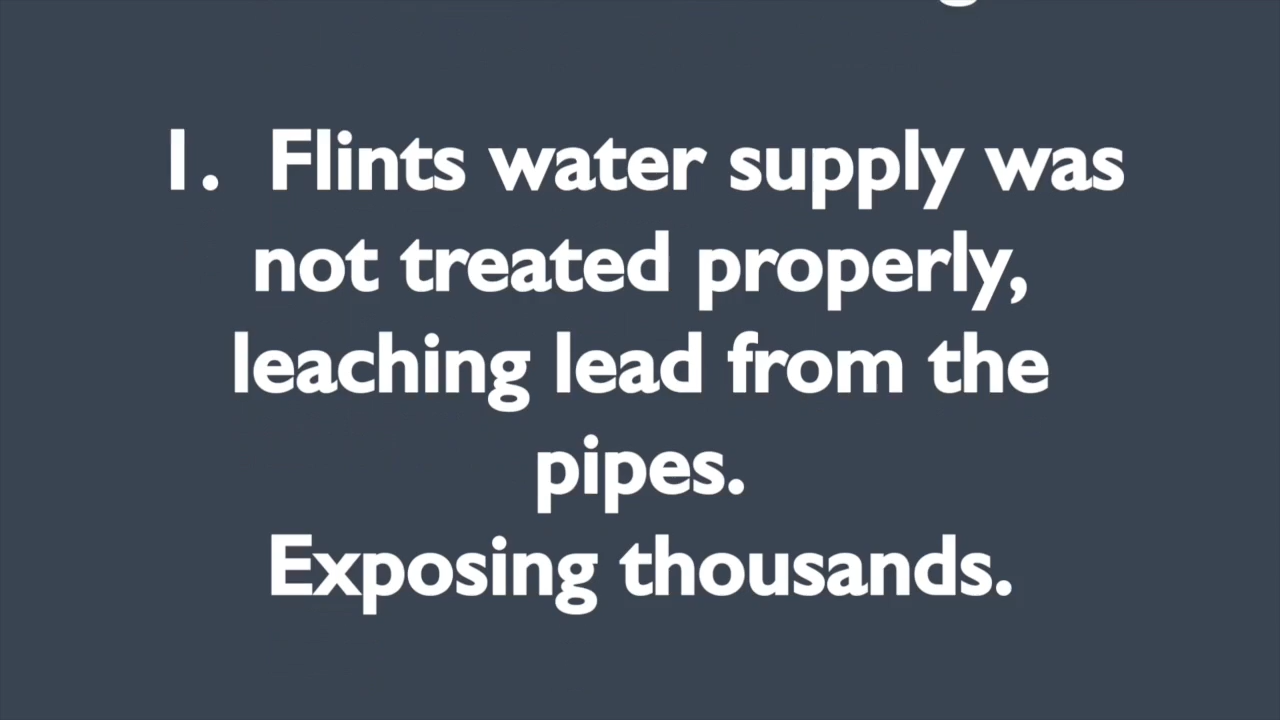 1. Flints water supply was
not treated properly,
leaching lead from the
pipes.
Exposing thousands.